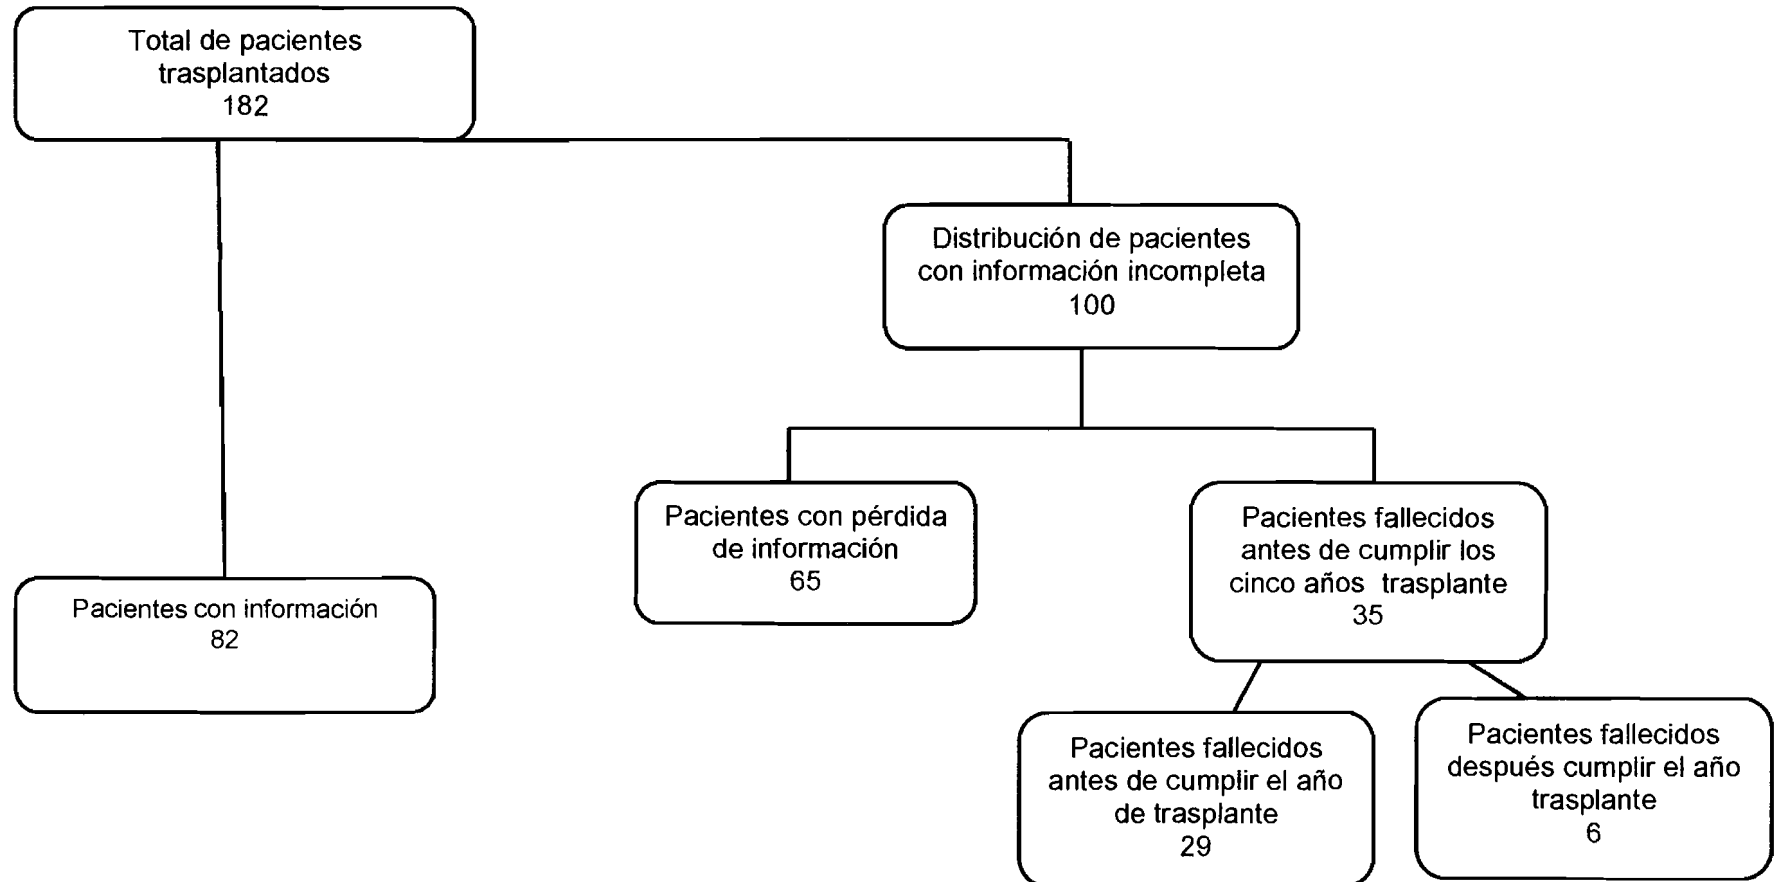 Total de pacientes
trasplantados
182
Distribución de pacientes
con información incompleta
100
Pacientes con pérdida
de información
65
Pacientes fallecidos
antes de cumplir los
cinco años trasplante
35
Pacientes con información
82
Pacientes fallecidos
antes de cumplir el año
de trasplante
29
Pacientes fallecidos
después cumplir el año
trasplante
6